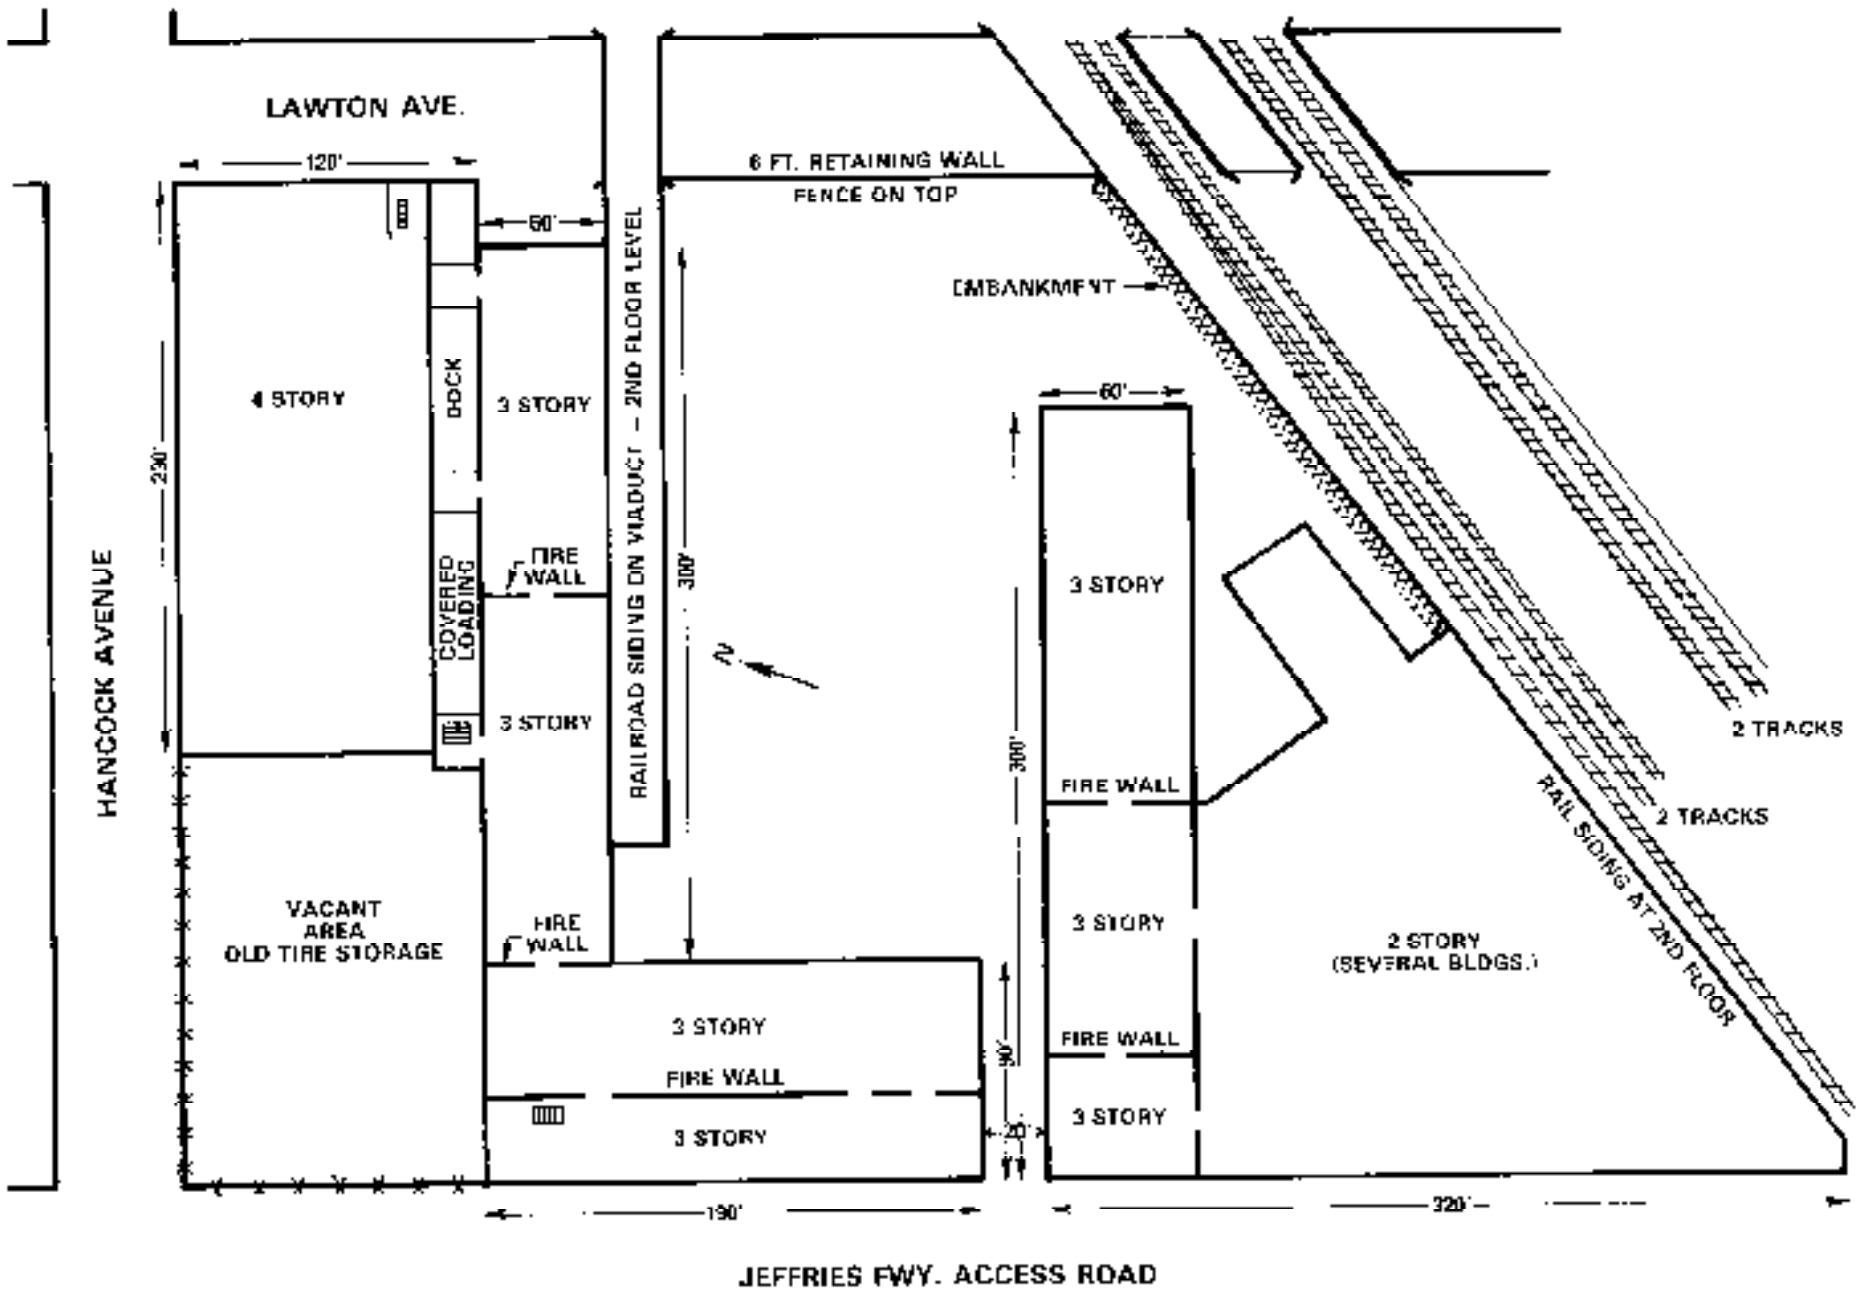 LAWTON AVE.
120'
6 FT. RETAINING WALL
FENCE ON TOP
EMBANKMENT
RAILROAD SIDING ON VIADUCT – 2ND FLOOR LEVEL
60'
4 STORY
DOCK
3 STORY
230'
300'
FIRE
WALL
COVERED
LOADING
3 STORY
HANCOCK AVENUE
N
3 STORY
300'
FIRE WALL
2 TRACKS
2 TRACKS
RAIL SIDING AT 2ND FLOOR
VACANT
AREA
OLD TIRE STORAGE
FIRE
WALL
3 STORY
2 STORY
(SEVERAL BLDGS.)
3 STORY
FIRE WALL
90'
FIRE WALL
3 STORY
20'
3 STORY
190'
320'
JEFFRIES FWY. ACCESS ROAD